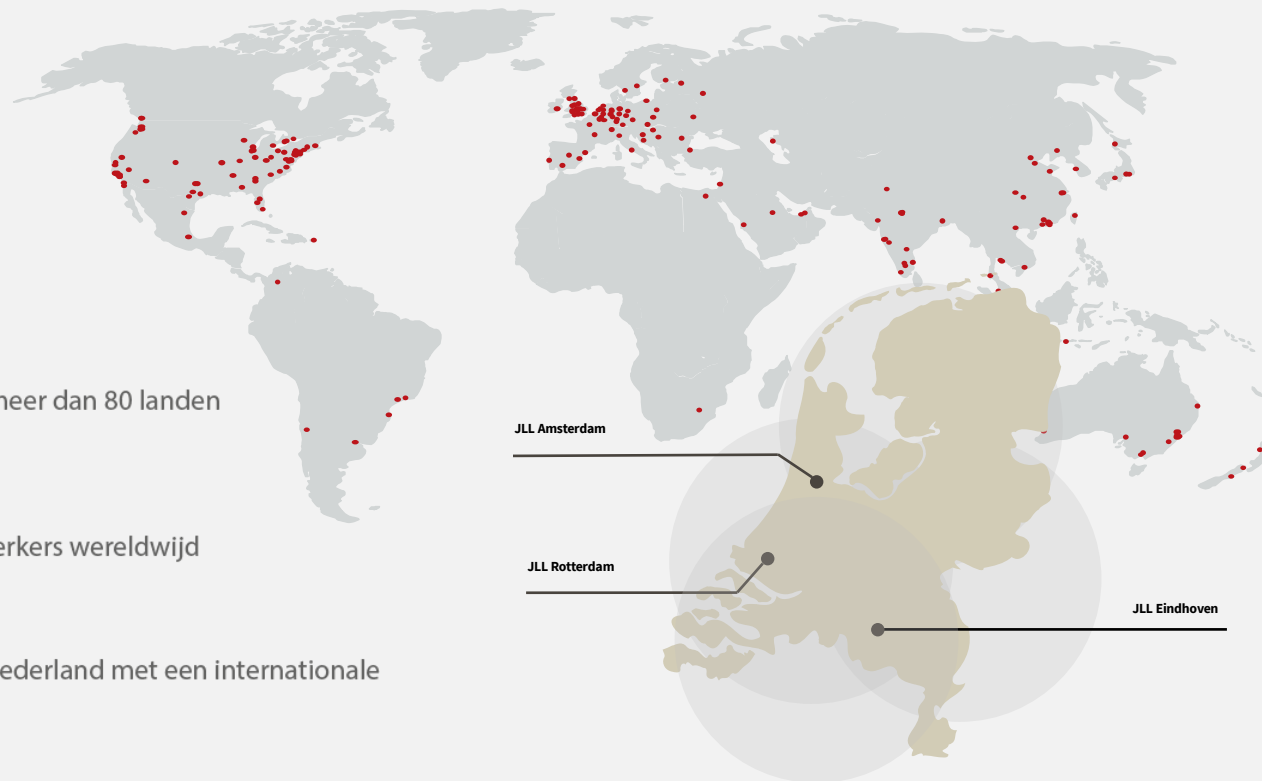 meer dan 80 landen
JLL Amsterdam
erkers wereldwijd
JLL Rotterdam
JLL Eindhoven
ederland met een internationale